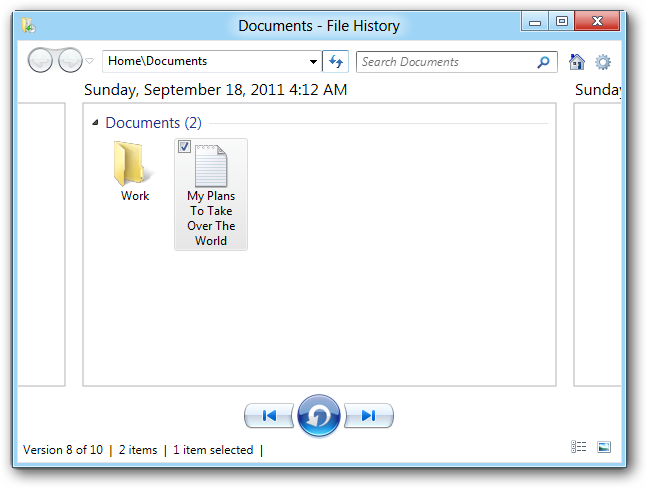 Documents - File History
Home\Documents
Search Documents
Sunday, September 18, 2011 4:12 AM
Sunday,
Documents (2)
Work
My Plans
To Take
Over The
World
Version 8 of 10 | 2 items | 1 item selected |